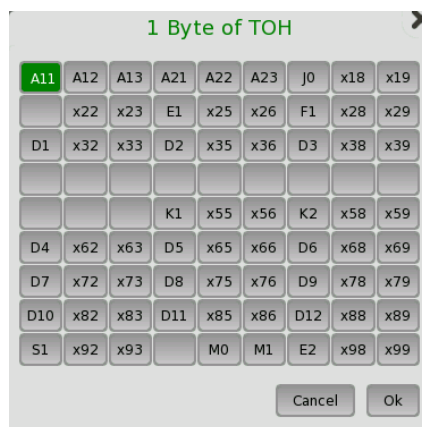 1 Byte of TOH
A11 A12 A13 A21 A22 A23 J0 x18 x19
x22 x23 E1 x25 x26 F1 x28 x29
D1 x32 x33 D2 x35 x36 D3 x38 x39
K1 x55 x56 K2 x58 x59
D4 x62 x63 D5 x65 x66 D6 x68 x69
D7 x72 x73 D8 x75 x76 D9 x78 x79
D10 x82 x83 D11 x85 x86 D12 x88 x89
S1 x92 x93 M0 M1 E2 x98 x99
Cancel Ok